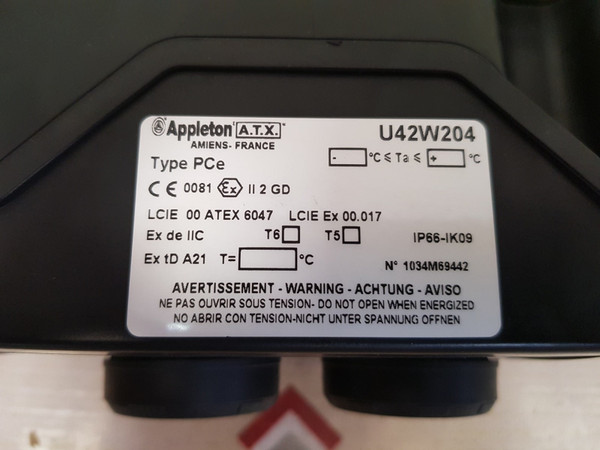 Appleton A.T.X. U42W204
AMIENS- FRANCE
Type PCe - °C ≤ Ta ≤ + °C
CE 0081 Ex II 2 GD
LCIE 00 ATEX 6047 LCIE Ex 00.017
Ex de IIC T6 T5 IP66-IK09
Ex tD A21 T= °C N° 1034M69442
AVERTISSEMENT - WARNING - ACHTUNG - AVISO
NE PAS OUVRIR SOUS TENSION- DO NOT OPEN WHEN ENERGIZED
NO ABRIR CON TENSION-NICHT UNTER SPANNUNG OFFNEN